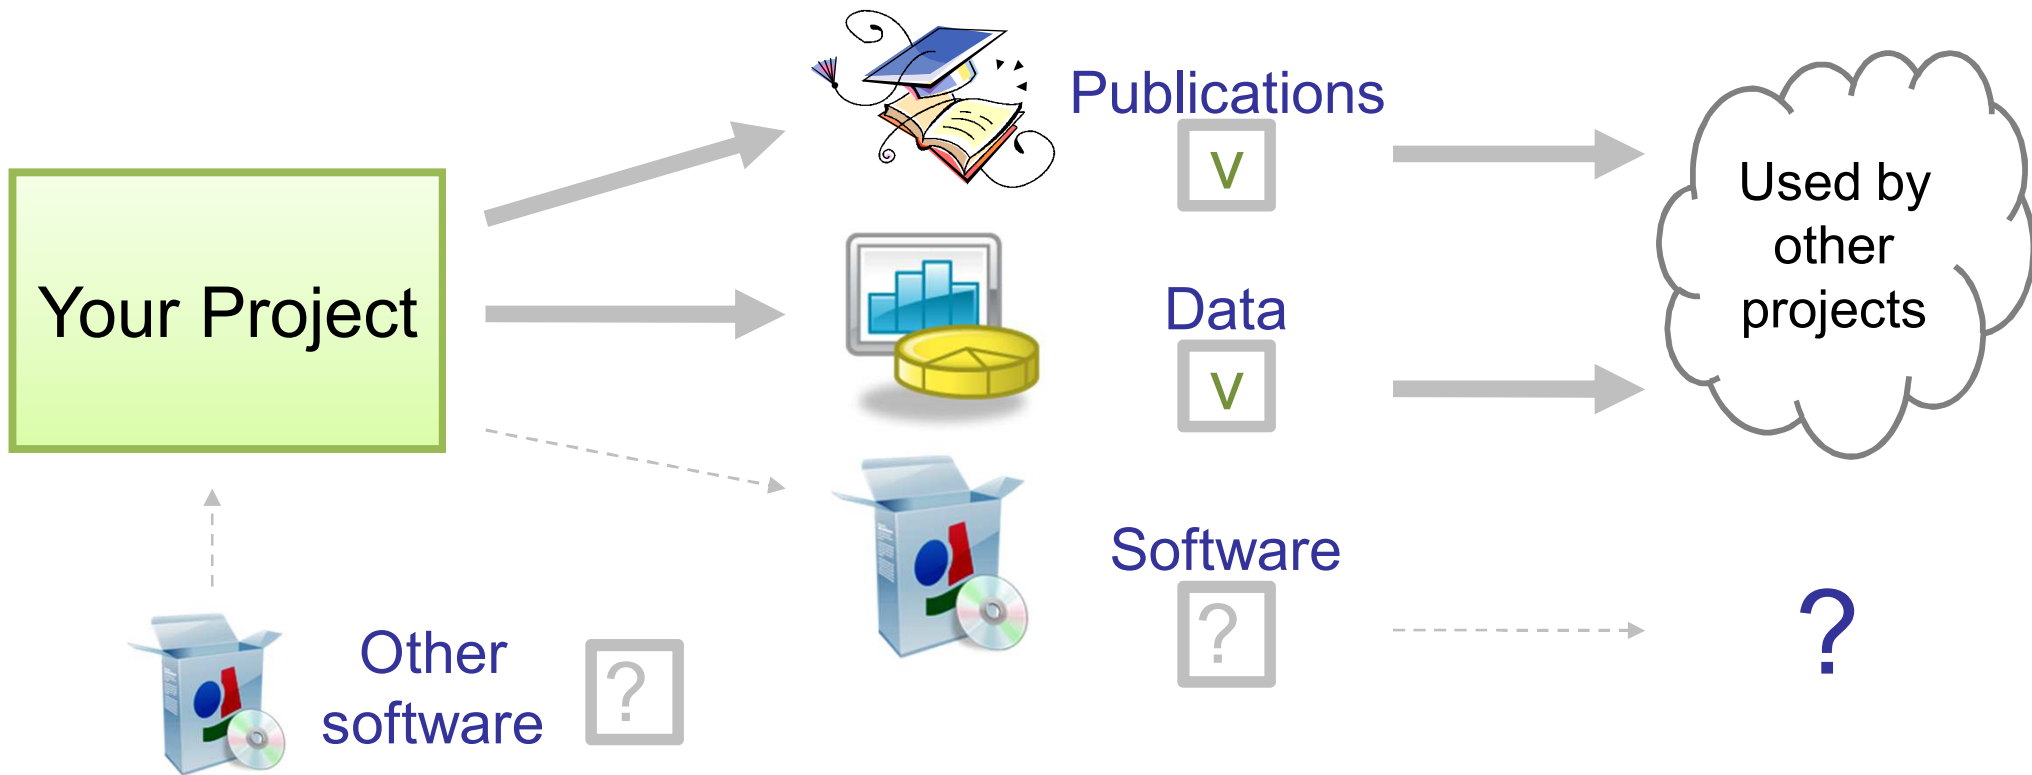 Publications
v
Your Project
Used by
other
projects
Data
v
Software
?
?
Other
software
?